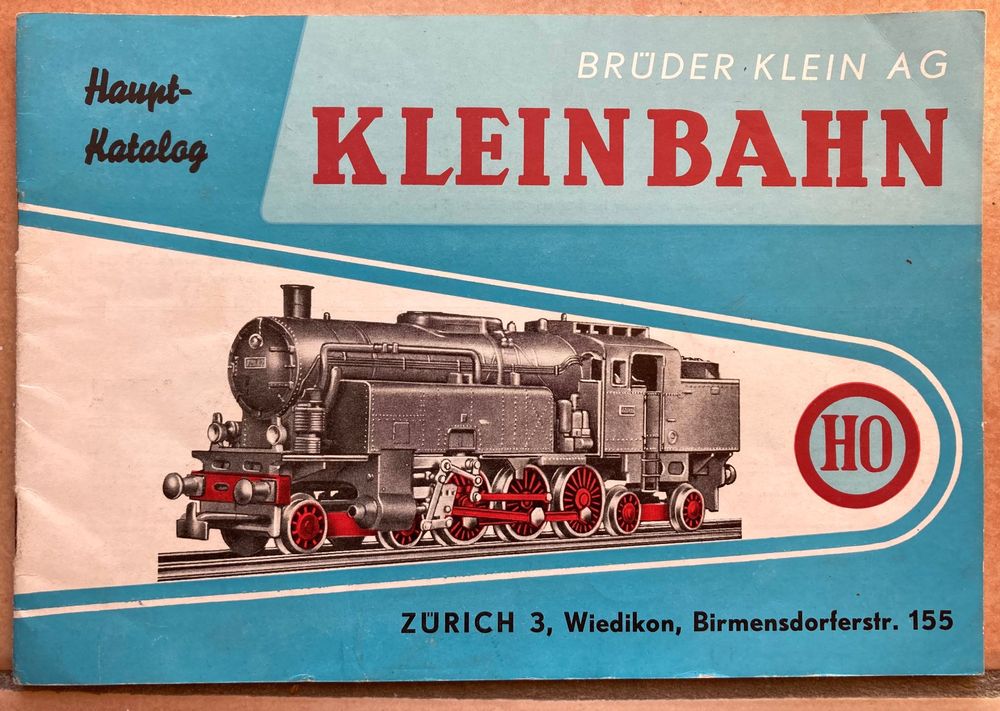 Haupt-
Katalog
BRÜDER KLEIN AG
KLEINBAHN
HO
ZÜRICH 3, Wiedikon, Birmensdorferstr. 155